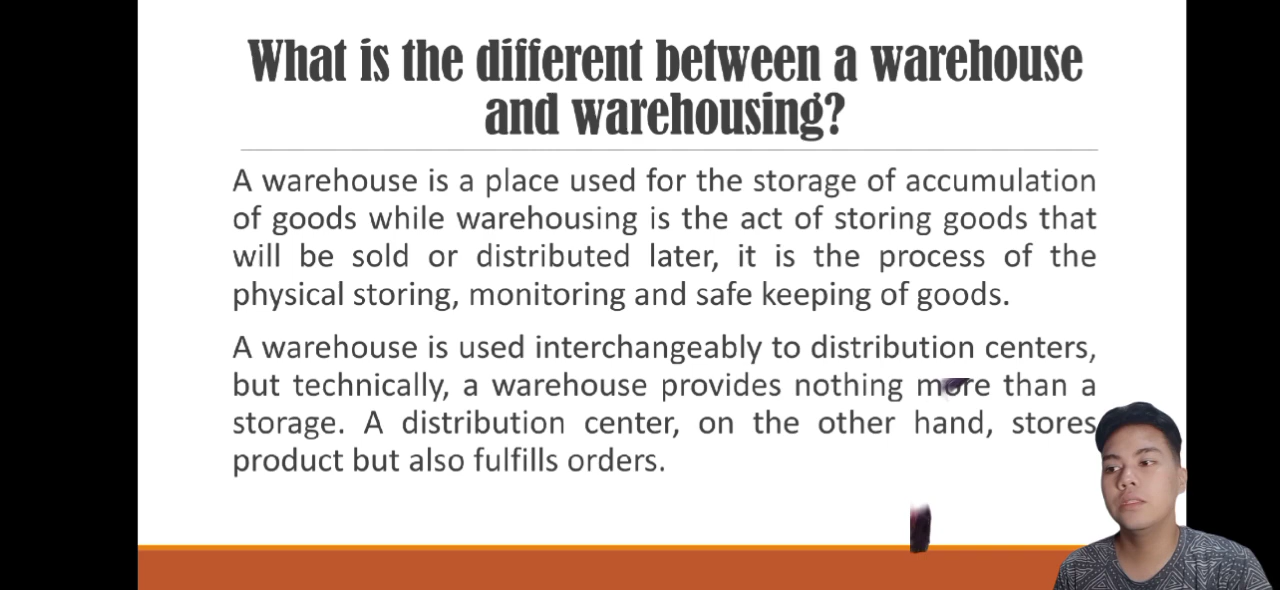 What is the different between a warehouse
and warehousing?
A warehouse is a place used for the storage of accumulation
of goods while warehousing is the act of storing goods that
will be sold or distributed later, it is the process of the
physical storing, monitoring and safe keeping of goods.
A warehouse is used interchangeably to distribution centers,
but technically, a warehouse provides nothing more than a
storage. A distribution center, on the other hand, stores
product but also fulfills orders.